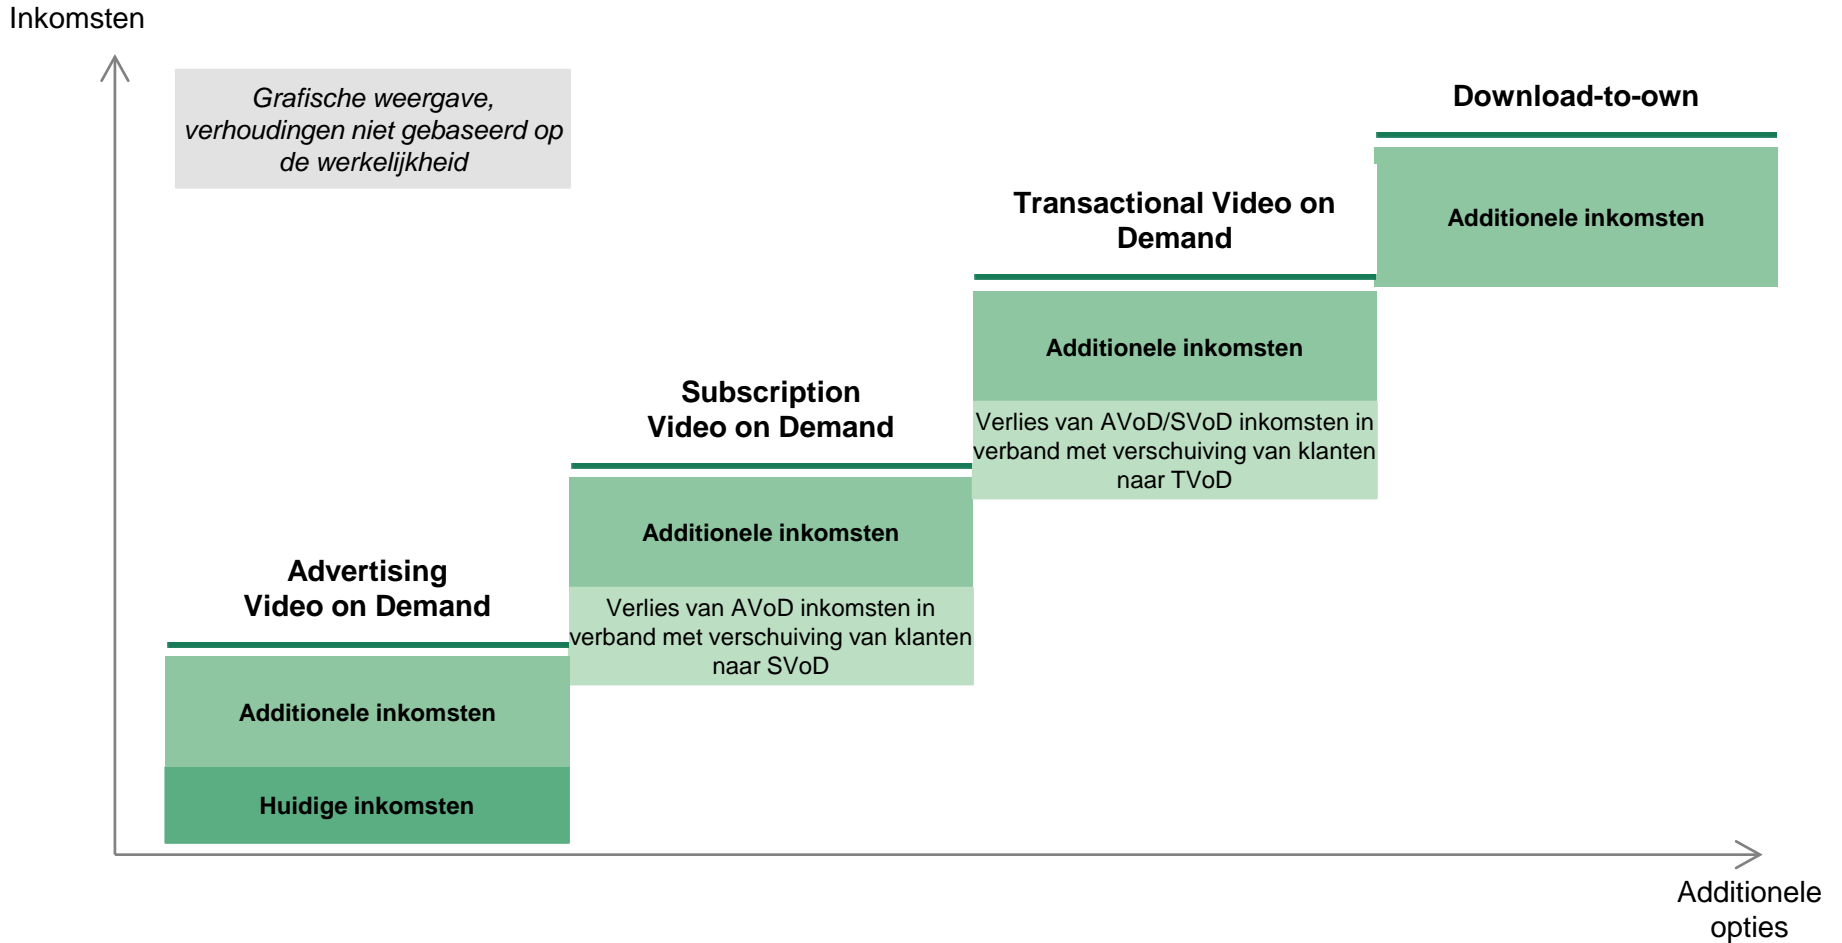 Inkomsten
Grafische weergave,
verhoudingen niet gebaseerd op
de werkelijkheid
Download-to-own
Additionele inkomsten
Transactional Video on
Demand
Additionele inkomsten
Verlies van AVoD/SVoD inkomsten in
verband met verschuiving van klanten
naar TVoD
Subscription
Video on Demand
Additionele inkomsten
Verlies van AVoD inkomsten in
verband met verschuiving van klanten
naar SVoD
Advertising
Video on Demand
Additionele inkomsten
Huidige inkomsten
Additionele
opties